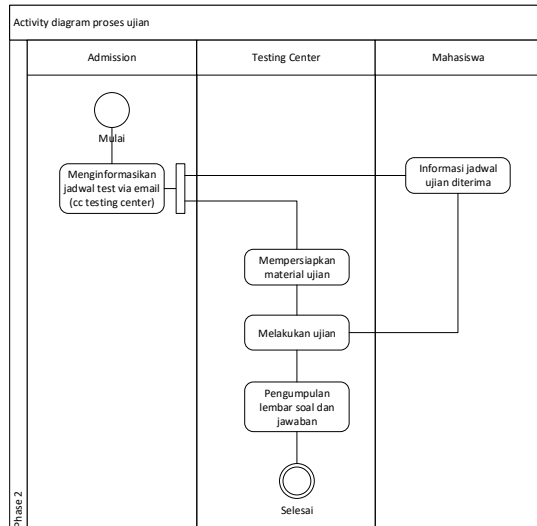 Activity diagram proses ujian
Admission
Testing Center
Mahasiswa
Mulai
Menginformasikan
jadwal test via email
(cc testing center)
Informasi jadwal
ujian diterima
Mempersiapkan
material ujian
Melakukan ujian
Pengumpulan
lembar soal dan
jawaban
Selesai
Phase 2